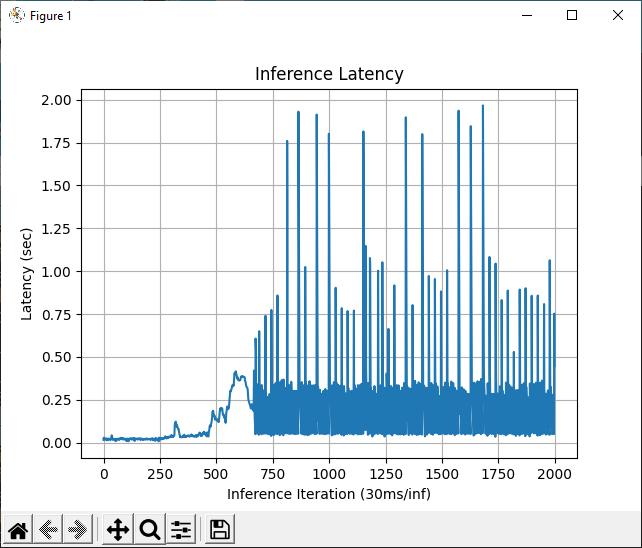 Figure 1
Inference Latency
2.00
1.75
1.50
1.25
1.00
0.75
0.50
0.25
0.00
Latency (sec)
0 250 500 750 1000 1250 1500 1750 2000
Inference Iteration (30ms/inf)